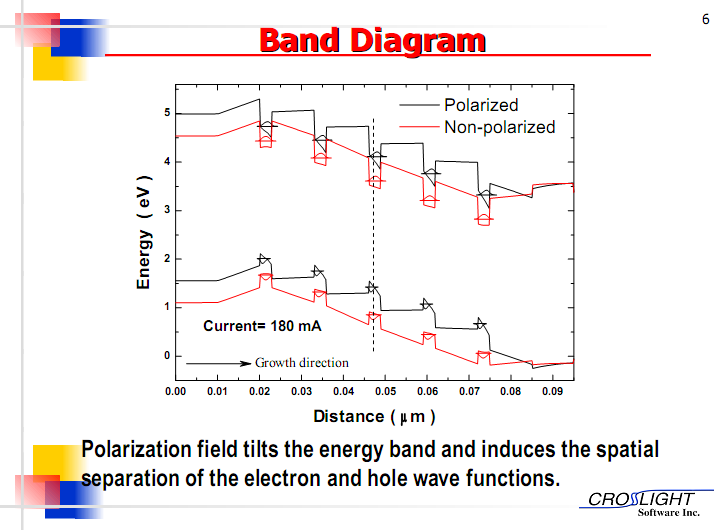 6
Band Diagram
Polarized
Non-polarized
5
4
3
2
1
0
Energy ( eV )
Current= 180 mA
Growth direction
0.00 0.01 0.02 0.03 0.04 0.05 0.06 0.07 0.08 0.09
Distance ( μm )
Polarization field tilts the energy band and induces the spatial
separation of the electron and hole wave functions.
CROSSLIGHT
Software Inc.